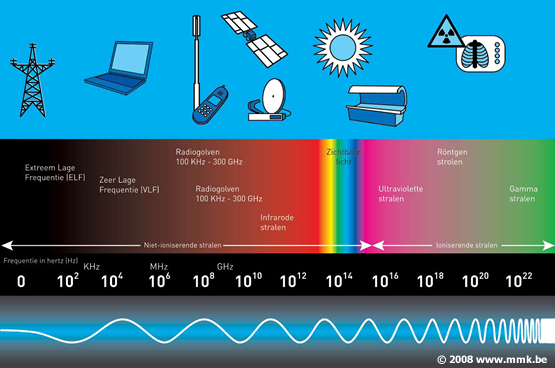 Extreem Lage
Frequentie (ELF)
Zeer Lage
Frequentie (VLF)
Radiogolven
100 KHz - 300 GHz
Radiogolven
100 KHz - 300 GHz
Infrarode
stralen
Zichtbaar
licht
Ultraviolette
stralen
Röntgen
strolen
Gamma
stralen
Niet-ioniserende stralen
Ioniserende stralen
Frequentie in hertz (Hz)
KHz
MHz
GHz
0 10² 10⁴ 10⁶ 10⁸ 10¹⁰ 10¹² 10¹⁴ 10¹⁶ 10¹⁸ 10²⁰ 10²²
© 2008 www.mmk.be